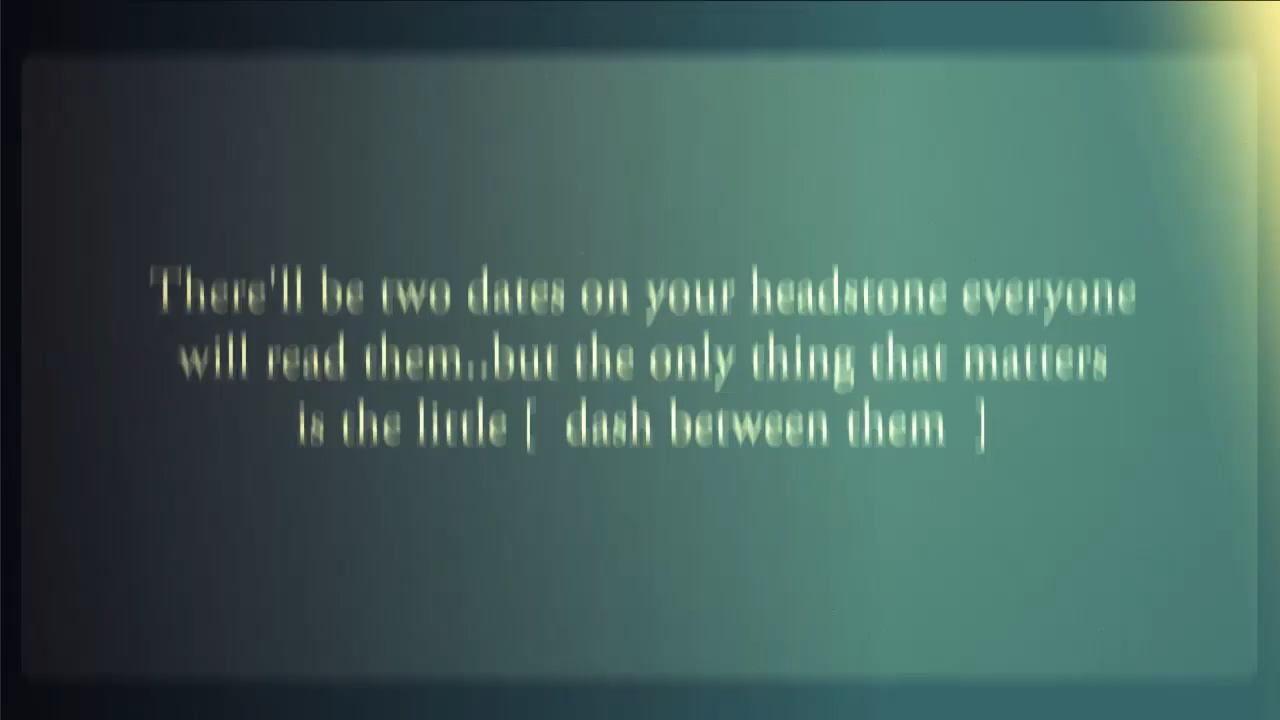 There'll be two dates on your headstone everyone
will read them..but the only thing that matters
is the little [  dash between them  ]